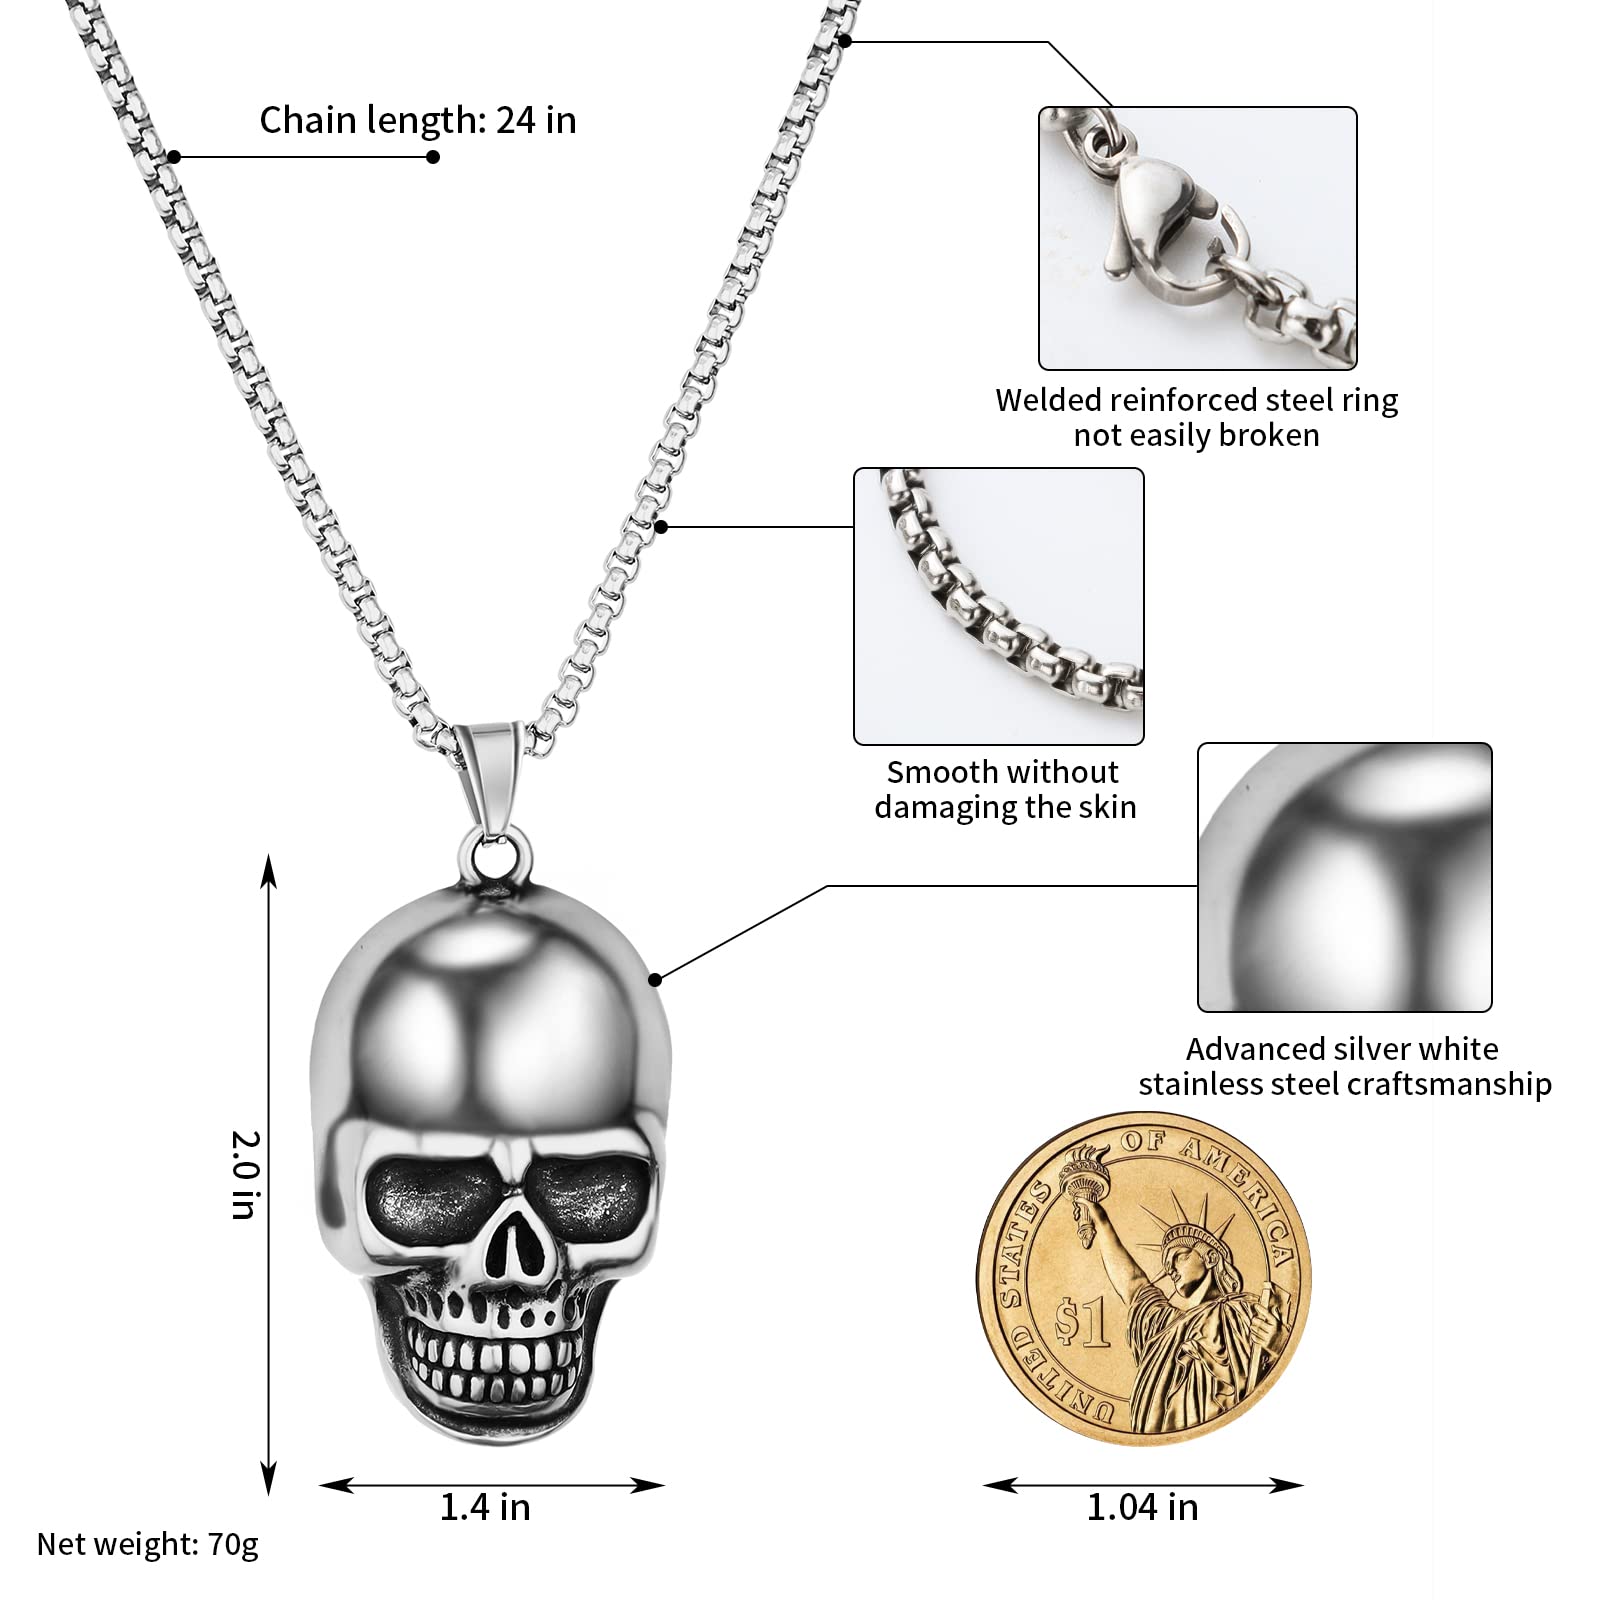 Chain length: 24 in
Welded reinforced steel ring
not easily broken
Smooth without
damaging the skin
Advanced silver white
stainless steel craftsmanship
2.0 in
UNITED STATES OF AMERICA
$1
1.4 in
1.04 in
Net weight: 70g